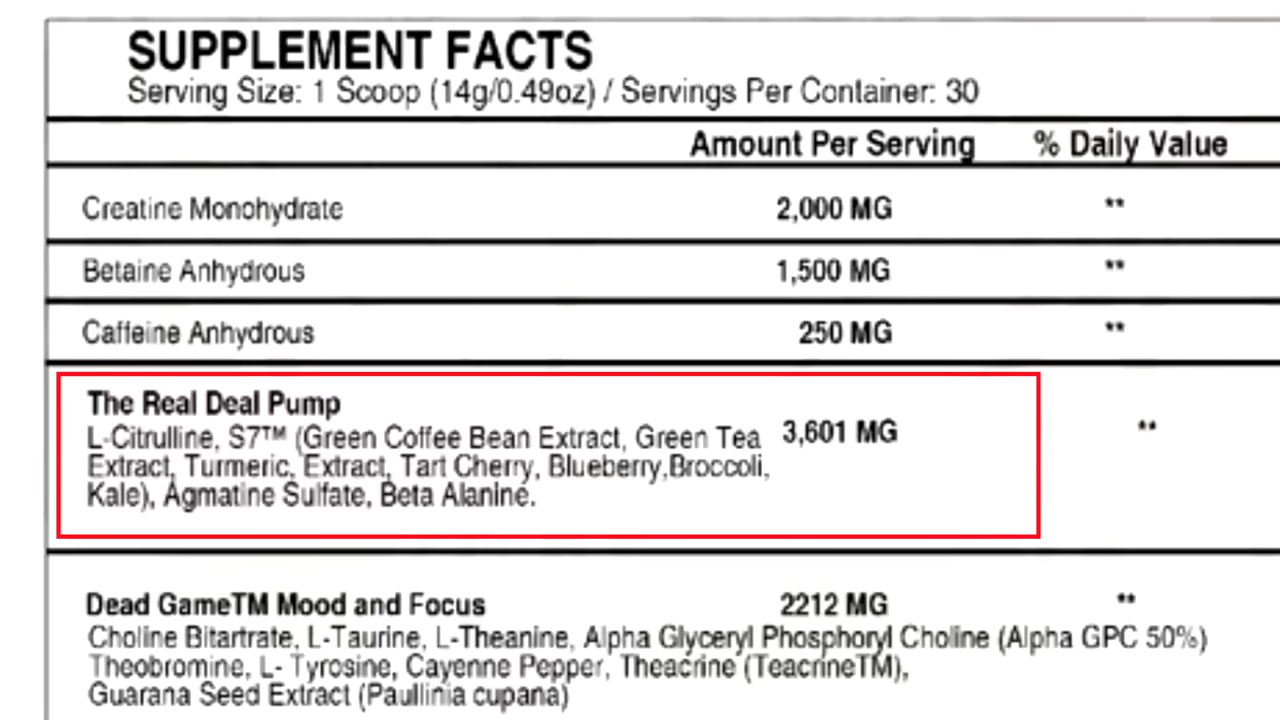 SUPPLEMENT FACTS
Serving Size: 1 Scoop (14g/0.49oz) / Servings Per Container: 30
Amount Per Serving % Daily Value
Creatine Monohydrate 2,000 MG **
Betaine Anhydrous 1,500 MG **
Caffeine Anhydrous 250 MG **
The Real Deal Pump
L-Citrulline, S7™ (Green Coffee Bean Extract, Green Tea 3,601 MG **
Extract, Turmeric, Extract, Tart Cherry, Blueberry,Broccoli,
Kale), Agmatine Sulfate, Beta Alanine.
Dead GameTM Mood and Focus 2212 MG **
Choline Bitartrate, L-Taurine, L-Theanine, Alpha Glyceryl Phosphoryl Choline (Alpha GPC 50%)
Theobromine, L- Tyrosine, Cayenne Pepper, Theacrine (TeacrineTM),
Guarana Seed Extract (Paullinia cupana)